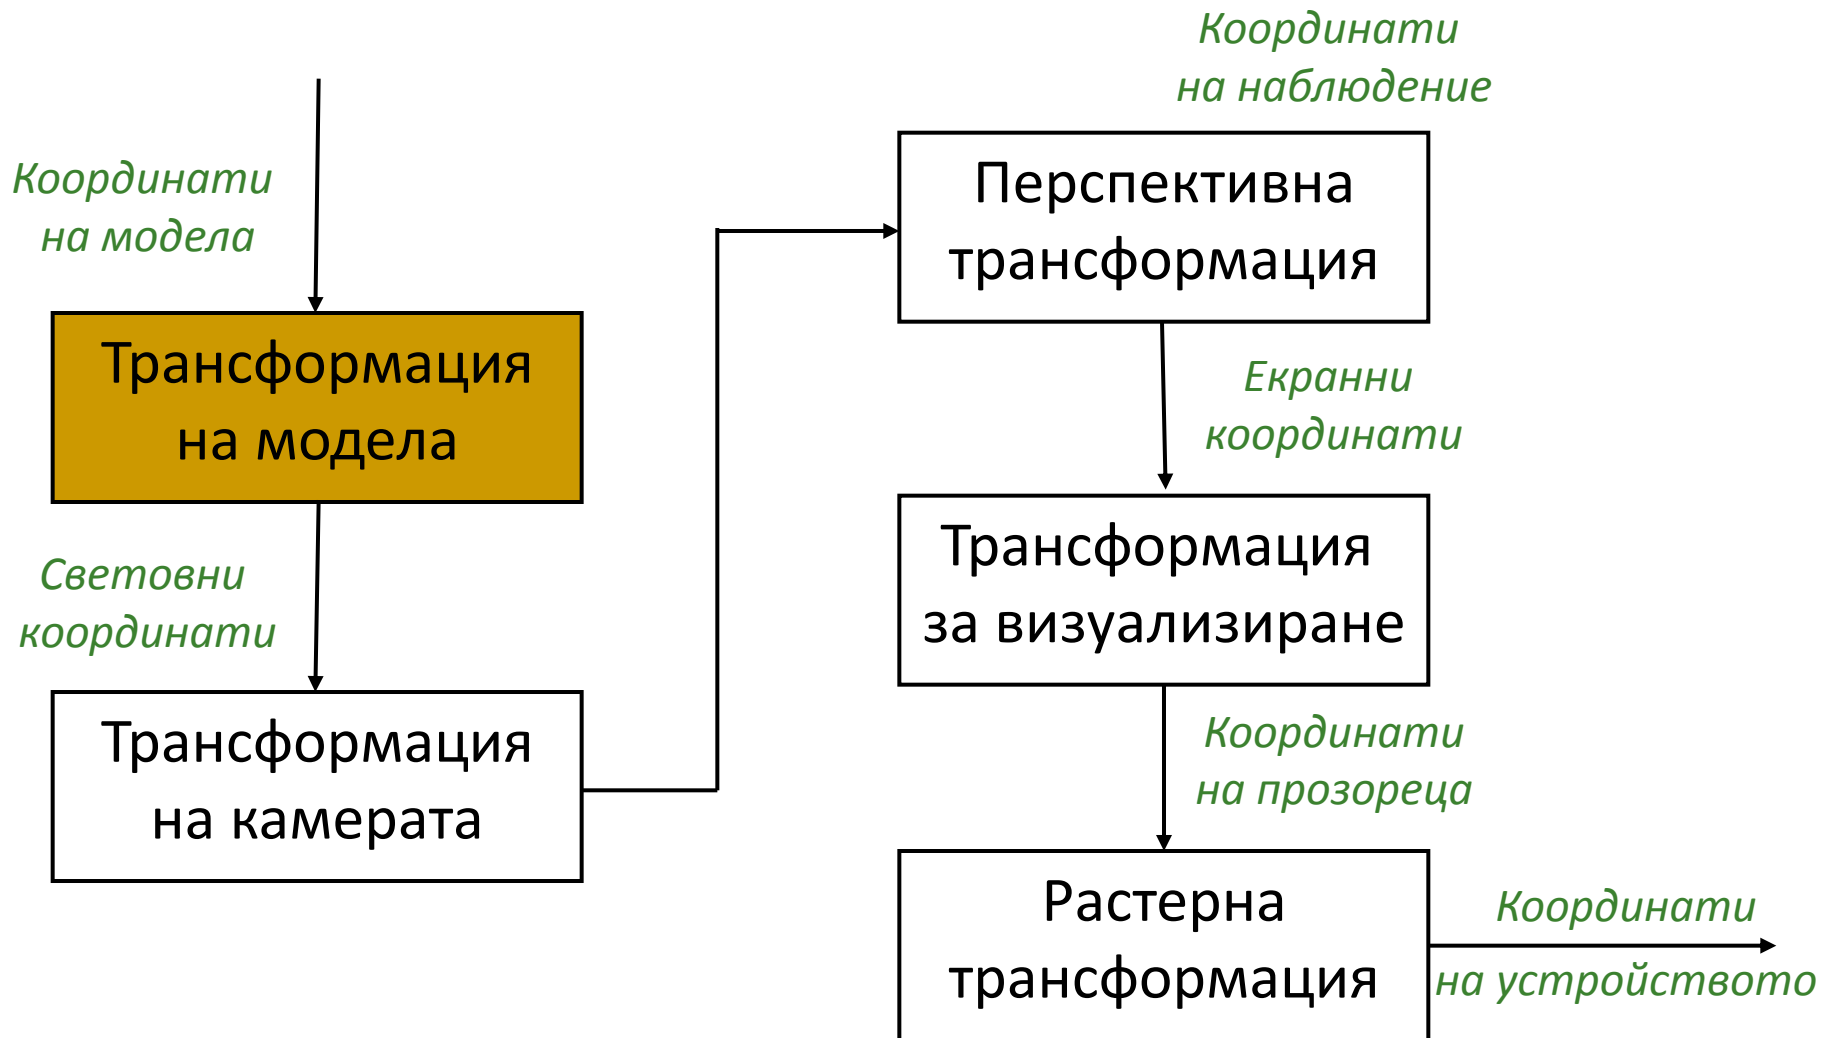 Координати
на модела
Трансформация
на модела
Световни
координати
Трансформация
на камерата
Координати
на наблюдение
Перспективна
трансформация
Екранни
координати
Трансформация
за визуализиране
Координати
на прозореца
Растерна
трансформация
Координати
на устройството